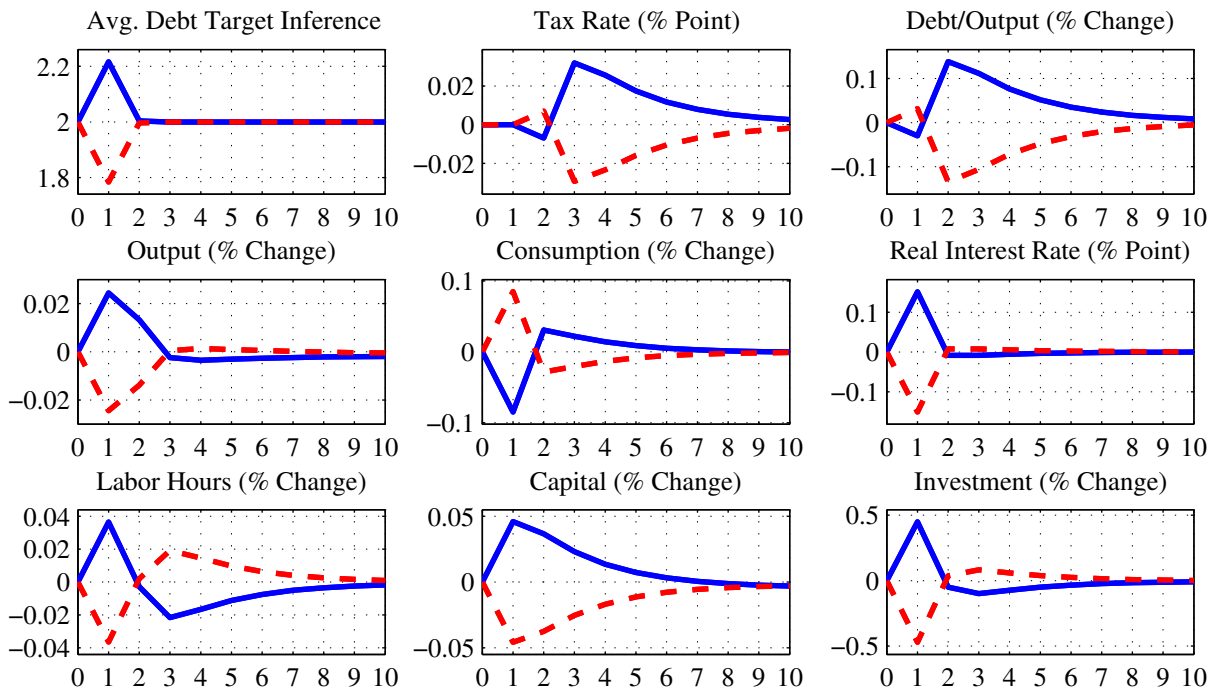 Avg. Debt Target Inference
2.2
2
1.8
0 1 2 3 4 5 6 7 8 9 10
Tax Rate (% Point)
0.02
0
−0.02
0 1 2 3 4 5 6 7 8 9 10
Debt/Output (% Change)
0.1
0
−0.1
0 1 2 3 4 5 6 7 8 9 10
Output (% Change)
0.02
0
−0.02
0 1 2 3 4 5 6 7 8 9 10
Consumption (% Change)
0.1
0
−0.1
0 1 2 3 4 5 6 7 8 9 10
Real Interest Rate (% Point)
0.1
0
−0.1
0 1 2 3 4 5 6 7 8 9 10
Labor Hours (% Change)
0.04
0.02
0
−0.02
−0.04
0 1 2 3 4 5 6 7 8 9 10
Capital (% Change)
0.05
0
−0.05
0 1 2 3 4 5 6 7 8 9 10
Investment (% Change)
0.5
0
−0.5
0 1 2 3 4 5 6 7 8 9 10